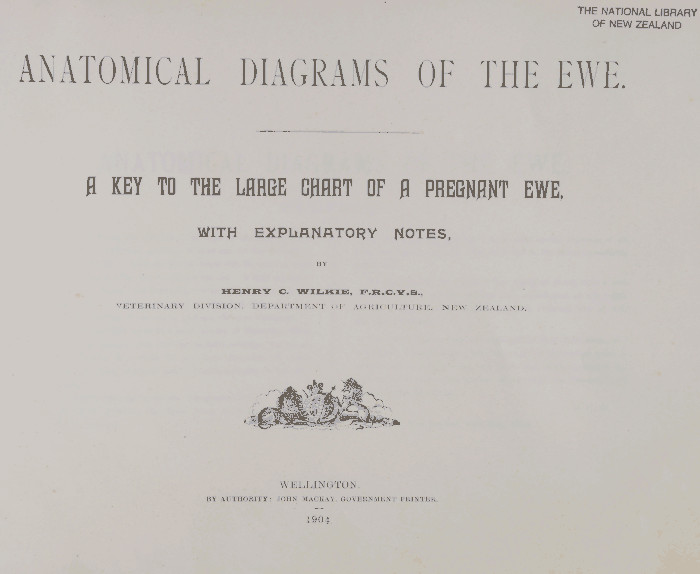 THE NATIONAL LIBRARY
OF NEW ZEALAND
ANATOMICAL DIAGRAMS OF THE EWE.
A KEY TO THE LARGE CHART OF A PREGNANT EWE,
WITH EXPLANATORY NOTES,
BY
HENRY C. WILKIE, F.R.C.V.S.,
VETERINARY DIVISION, DEPARTMENT OF AGRICULTURE, NEW ZEALAND.
WELLINGTON.
BY AUTHORITY: JOHN MACKAY, GOVERNMENT PRINTER.
1904